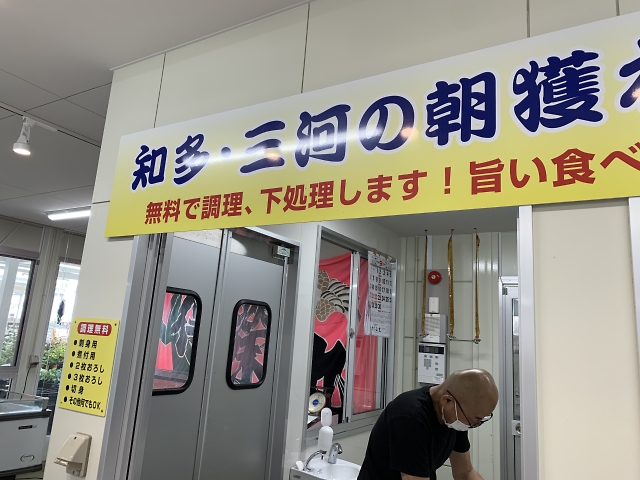 知多・三河の朝獲れ
無料で調理、下処理します！旨い食べ
調理無料
●刺身用
●煮付用
●2枚おろし
●3枚おろし
●切身
●その他何でもOK